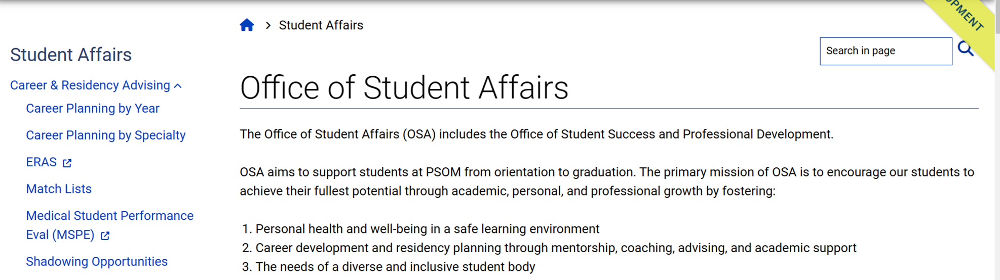 Student Affairs
OPMENT
Student Affairs
Search in page
Career & Residency Advising
Career Planning by Year
Career Planning by Specialty
ERAS
Match Lists
Medical Student Performance
Eval (MSPE)
Shadowing Opportunities
Office of Student Affairs
The Office of Student Affairs (OSA) includes the Office of Student Success and Professional Development.
OSA aims to support students at PSOM from orientation to graduation. The primary mission of OSA is to encourage our students to
achieve their fullest potential through academic, personal, and professional growth by fostering:
1. Personal health and well-being in a safe learning environment
2. Career development and residency planning through mentorship, coaching, advising, and academic support
3. The needs of a diverse and inclusive student body